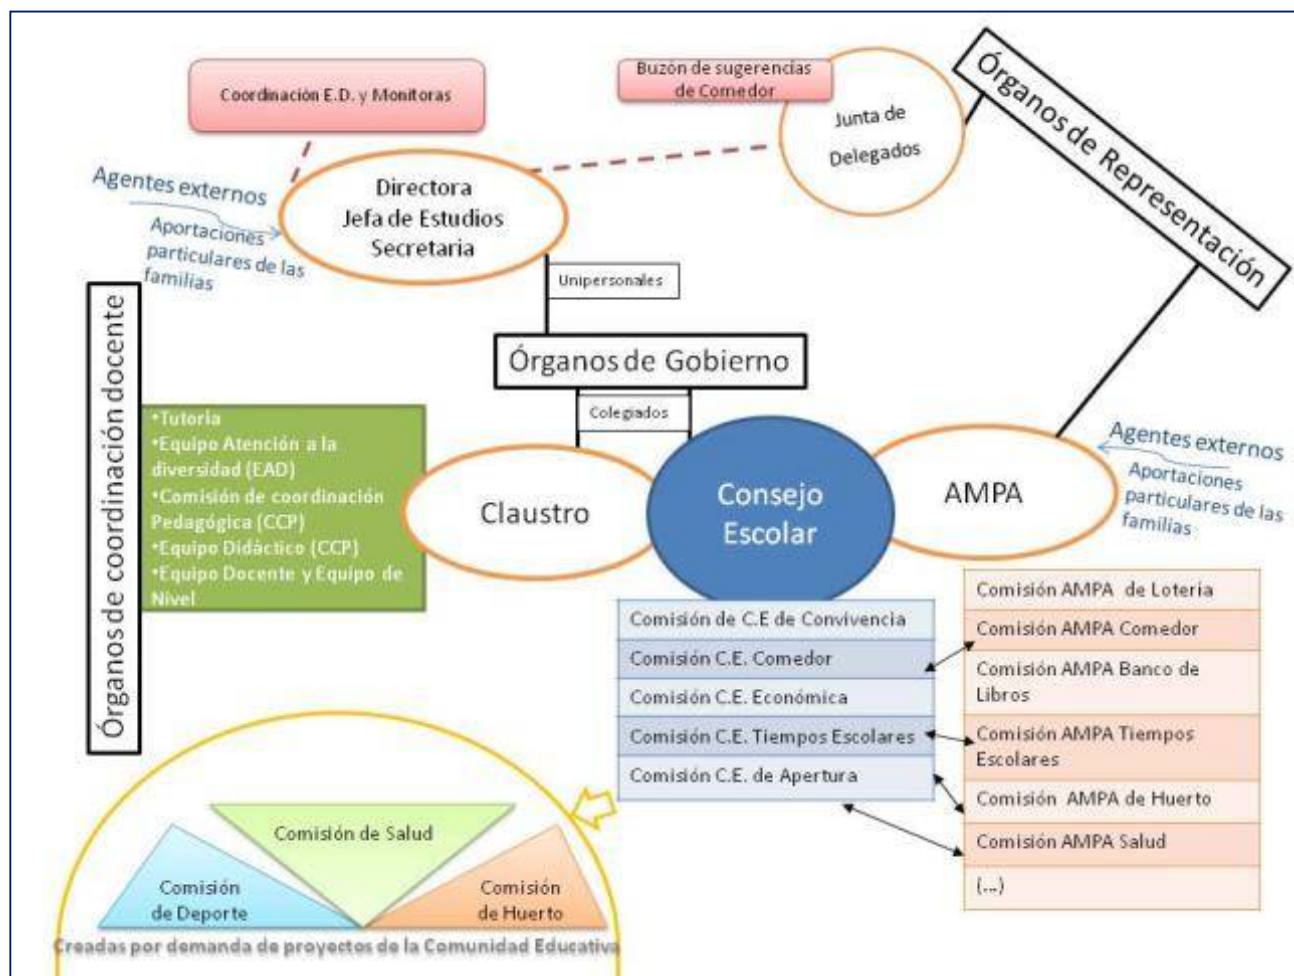 Coordinación E.D. y Monitoras
Buzón de sugerencias
de Comedor
Junta de
Delegados
Órganos de Representación
Directora
Jefa de Estudios
Secretaria
Agentes externos
Aportaciones
particulares de las
familias
Unipersonales
Órganos de Gobierno
Colegiados
Órganos de coordinación docente
•Tutoria
•Equipo Atención a la
diversidad (EAD)
•Comisión de coordinación
Pedagógica (CCP)
•Equipo Didáctico (CCP)
•Equipo Docente y Equipo de
Nivel
Claustro
Consejo
Escolar
AMPA
Agentes externos
Aportaciones
particulares de las
familias
Comisión de C.E de Convivencia
Comisión C.E. Comedor
Comisión C.E. Económica
Comisión C.E. Tiempos Escolares
Comisión C.E. de Apertura
Comisión AMPA de Loteria
Comisión AMPA Comedor
Comisión AMPA Banco de
Libros
Comisión AMPA Tiempos
Escolares
Comisión AMPA de Huerto
Comisión AMPA Salud
(...)
Comisión de Salud
Comisión
de Deporte
Comisión
de Huerto
Creadas por demanda de proyectos de la Comunidad Educativa